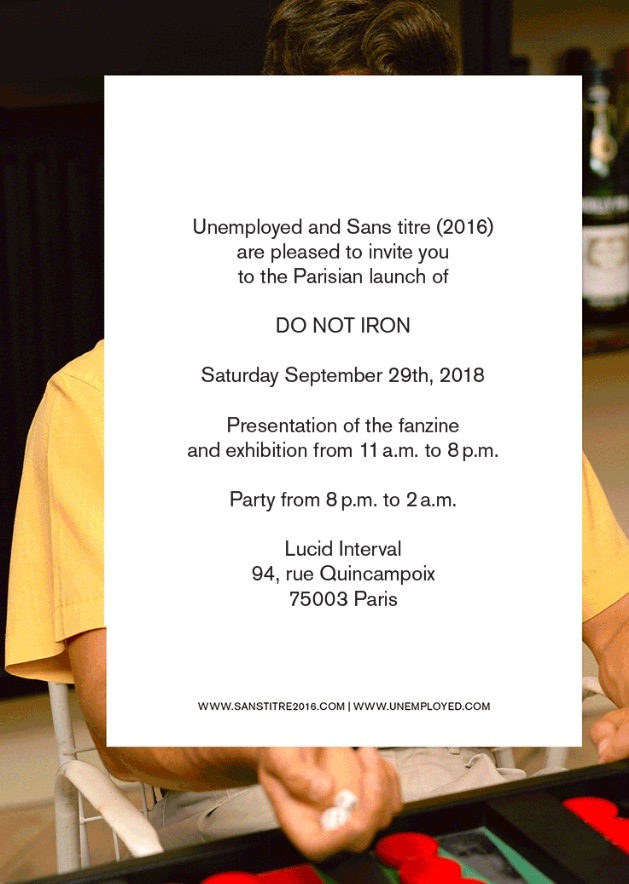 Unemployed and Sans titre (2016)
are pleased to invite you
to the Parisian launch of
DO NOT IRON
Saturday September 29th, 2018
Presentation of the fanzine
and exhibition from 11 a.m. to 8 p.m.
Party from 8 p.m. to 2 a.m.
Lucid Interval
94, rue Quincampoix
75003 Paris
WWW.SANSTITRE2016.COM | WWW.UNEMPLOYED.COM